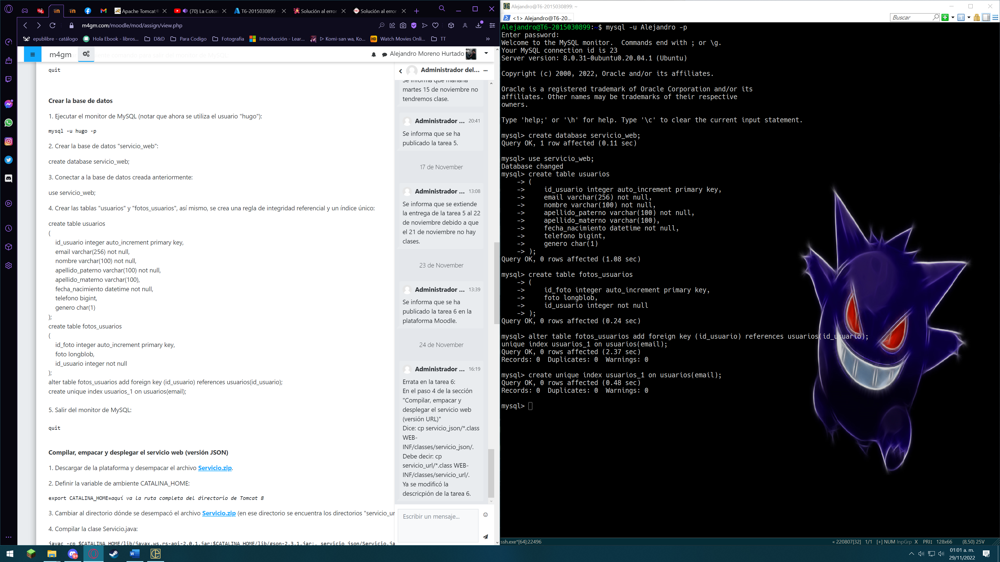 Apache Tomcat®
(70) La Cotor
T6-2015030899 -
Solución al error
Solución al error
m4gm.com/moodle/mod/assign/view.php
epublibre - catálogo
Hola Ebook - libros...
D&D
Para Codigo
Fotografia
Introducción - Lear...
▷ Komi-san wa, Ko...
Watch Movies Onli...
TT
»
m4gm
Alejandro Moreno Hurtado
ente comando para salir del monitor de MySQL:
quit
Crear la base de datos
1. Ejecutar el monitor de MySQL (notar que ahora se utiliza el usuario "hugo"):
mysql -u hugo -p
2. Crear la base de datos "servicio_web":
create database servicio_web;
3. Conectar a la base de datos creada anteriormente:
use servicio_web;
4. Crear las tablas "usuarios" y "fotos_usuarios", así mismo, se crea una regla de integridad referencial y un índice único:
create table usuarios
(
id_usuario integer auto_increment primary key,
email varchar(256) not null,
nombre varchar(100) not null,
apellido_paterno varchar(100) not null,
apellido_materno varchar(100),
fecha_nacimiento datetime not null,
telefono bigint,
genero char(1)
);
create table fotos_usuarios
(
id_foto integer auto_increment primary key,
foto longblob,
id_usuario integer not null
);
alter table fotos_usuarios add foreign key (id_usuario) references usuarios(id_usuario);
create unique index usuarios_1 on usuarios(email);
5. Salir del monitor de MySQL:
quit
Compilar, empacar y desplegar el servicio web (versión JSON)
1. Descargar de la plataforma y desempacar el archivo Servicio.zip.
2. Definir la variable de ambiente CATALINA_HOME:
export CATALINA_HOME=aquí va la ruta completa del directorio de Tomcat 8
3. Cambiar al directorio dónde se desempacó el archivo Servicio.zip (en ese directorio se encuentra los directorios "servicio_ur
4. Compilar la clase Servicio.java:
javac -cp $CATALINA_HOME/lib/javax.ws.rs-api-2.0.1.jar:$CATALINA_HOME/lib/gson-2.3.1.jar:. servicio_json/Servicio.ja
Administrador del... ...
Se informa que mañana
martes 15 de noviembre no
tendremos clase.
Administrador ... 20:41
Se informa que se ha
publicado la tarea 5.
17 de November
Administrador ... 13:08
Se informa que se extiende
la entrega de la tarea 5 al 22
de noviembre debido a que
el 21 de noviembre no hay
clases.
23 de November
Administrador ... 13:39
Se informa que se ha
publicado la tarea 6 en la
plataforma Moodle.
24 de November
Administrador ... 16:19
Errata en la tarea 6:
En el paso 4 de la sección
"Compilar, empacar y
desplegar el servicio web
(versión URL)"
Dice: cp servicio_json/*.class
WEB-
INF/classes/servicio_json/.
Debe decir: cp
servicio_url/*.class WEB-
INF/classes/servicio_url/.
Ya se modificó la
descricpión de la tarea 6.
Escribir un mensaje...
Alejandro@T6-2015030899: ~
<1> Alejandro@T6-20...
Buscar
Alejandro@T6-2015030899:~$ mysql -u Alejandro -p
Enter password:
Welcome to the MySQL monitor.  Commands end with ; or \g.
Your MySQL connection id is 23
Server version: 8.0.31-0ubuntu0.20.04.1 (Ubuntu)
Copyright (c) 2000, 2022, Oracle and/or its affiliates.
Oracle is a registered trademark of Oracle Corporation and/or its
affiliates. Other names may be trademarks of their respective
owners.
Type 'help;' or '\h' for help. Type '\c' to clear the current input statement.
mysql> create database servicio_web;
Query OK, 1 row affected (0.11 sec)
mysql> use servicio_web;
Database changed
mysql> create table usuarios
-> (
->     id_usuario integer auto_increment primary key,
->     email varchar(256) not null,
->     nombre varchar(100) not null,
->     apellido_paterno varchar(100) not null,
->     apellido_materno varchar(100),
->     fecha_nacimiento datetime not null,
->     telefono bigint,
->     genero char(1)
-> );
Query OK, 0 rows affected (1.08 sec)
mysql> create table fotos_usuarios
-> (
->     id_foto integer auto_increment primary key,
->     foto longblob,
->     id_usuario integer not null
-> );
Query OK, 0 rows affected (0.24 sec)
mysql> alter table fotos_usuarios add foreign key (id_usuario) references usuarios(id_usuario);
unique index usuarios_1 on usuarios(email);
Query OK, 0 rows affected (2.37 sec)
Records: 0  Duplicates: 0  Warnings: 0
mysql> create unique index usuarios_1 on usuarios(email);
Query OK, 0 rows affected (0.48 sec)
Records: 0  Duplicates: 0  Warnings: 0
mysql>
ssh.exe*[64]:22496
« 220807[32]  1/1  [+] NUM InpGrp  X  PRI↕  128x66  (8,50) 25V
9+
01:01 a. m.
29/11/2022